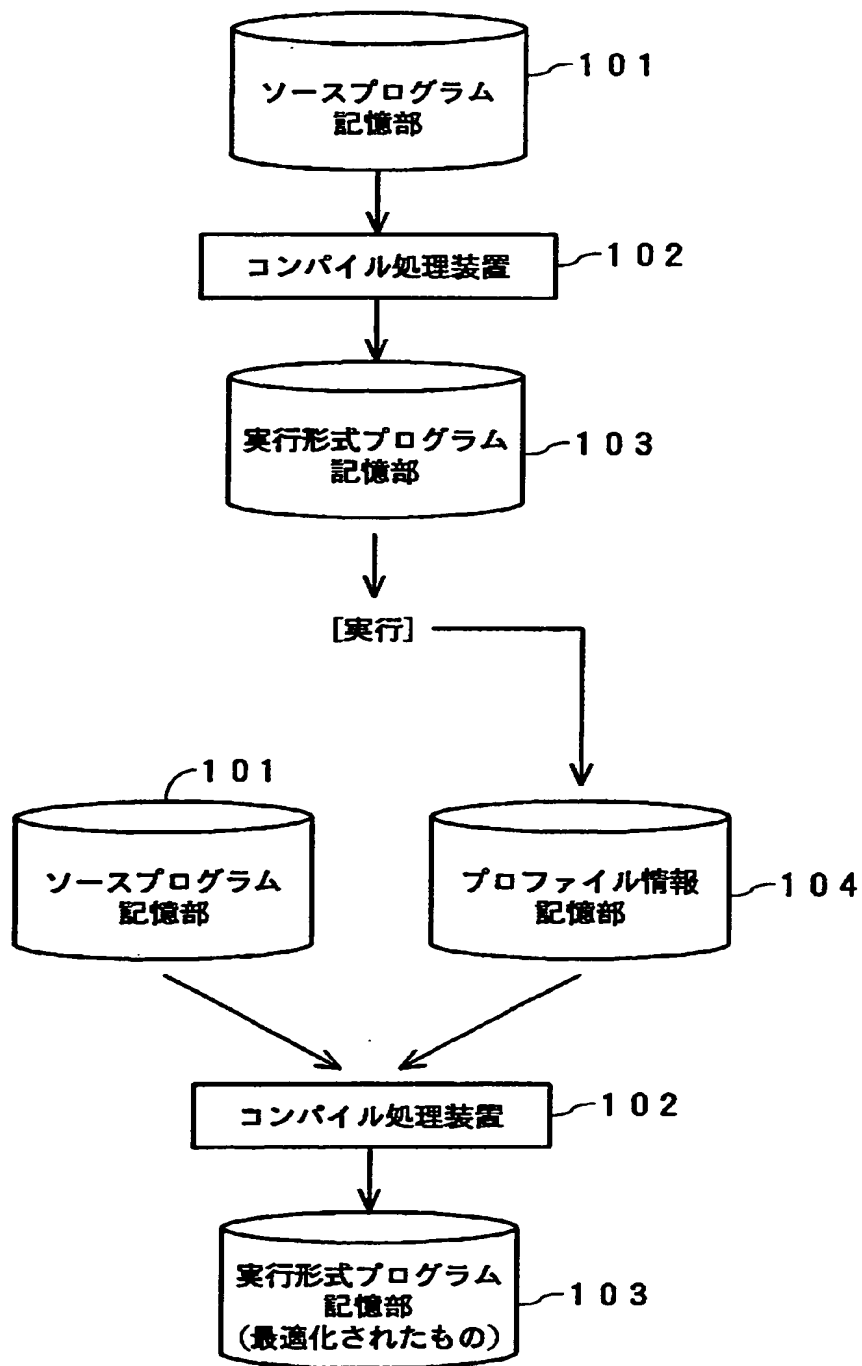 ソースプログラム
記憶部
101
コンパイル処理装置
102
実行形式プログラム
記憶部
103
[実行]
101
ソースプログラム
記憶部
プロファイル情報
記憶部
104
コンパイル処理装置
102
実行形式プログラム
記憶部
(最適化されたもの)
103